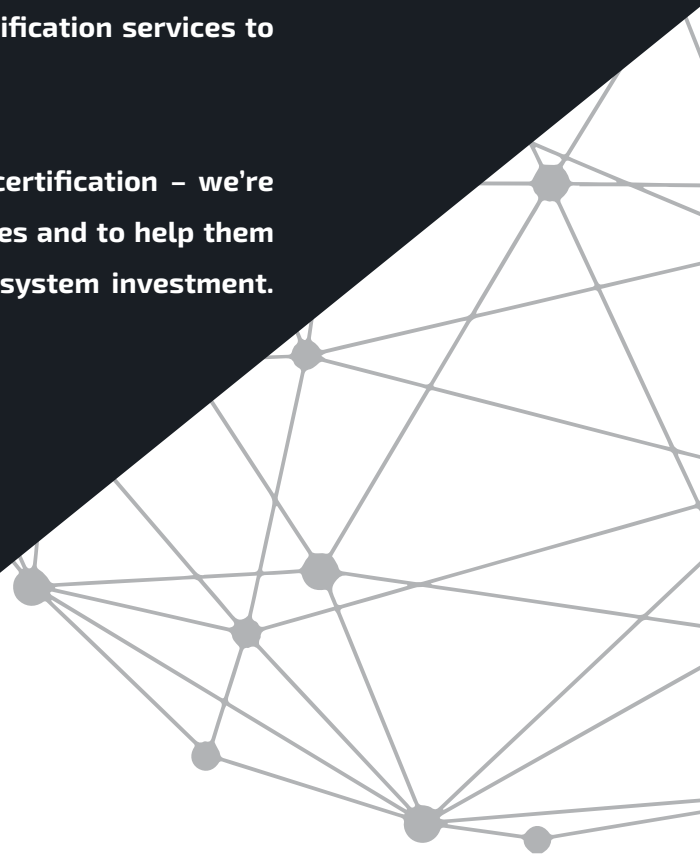 ification services to
certification – we're
es and to help them
system investment.